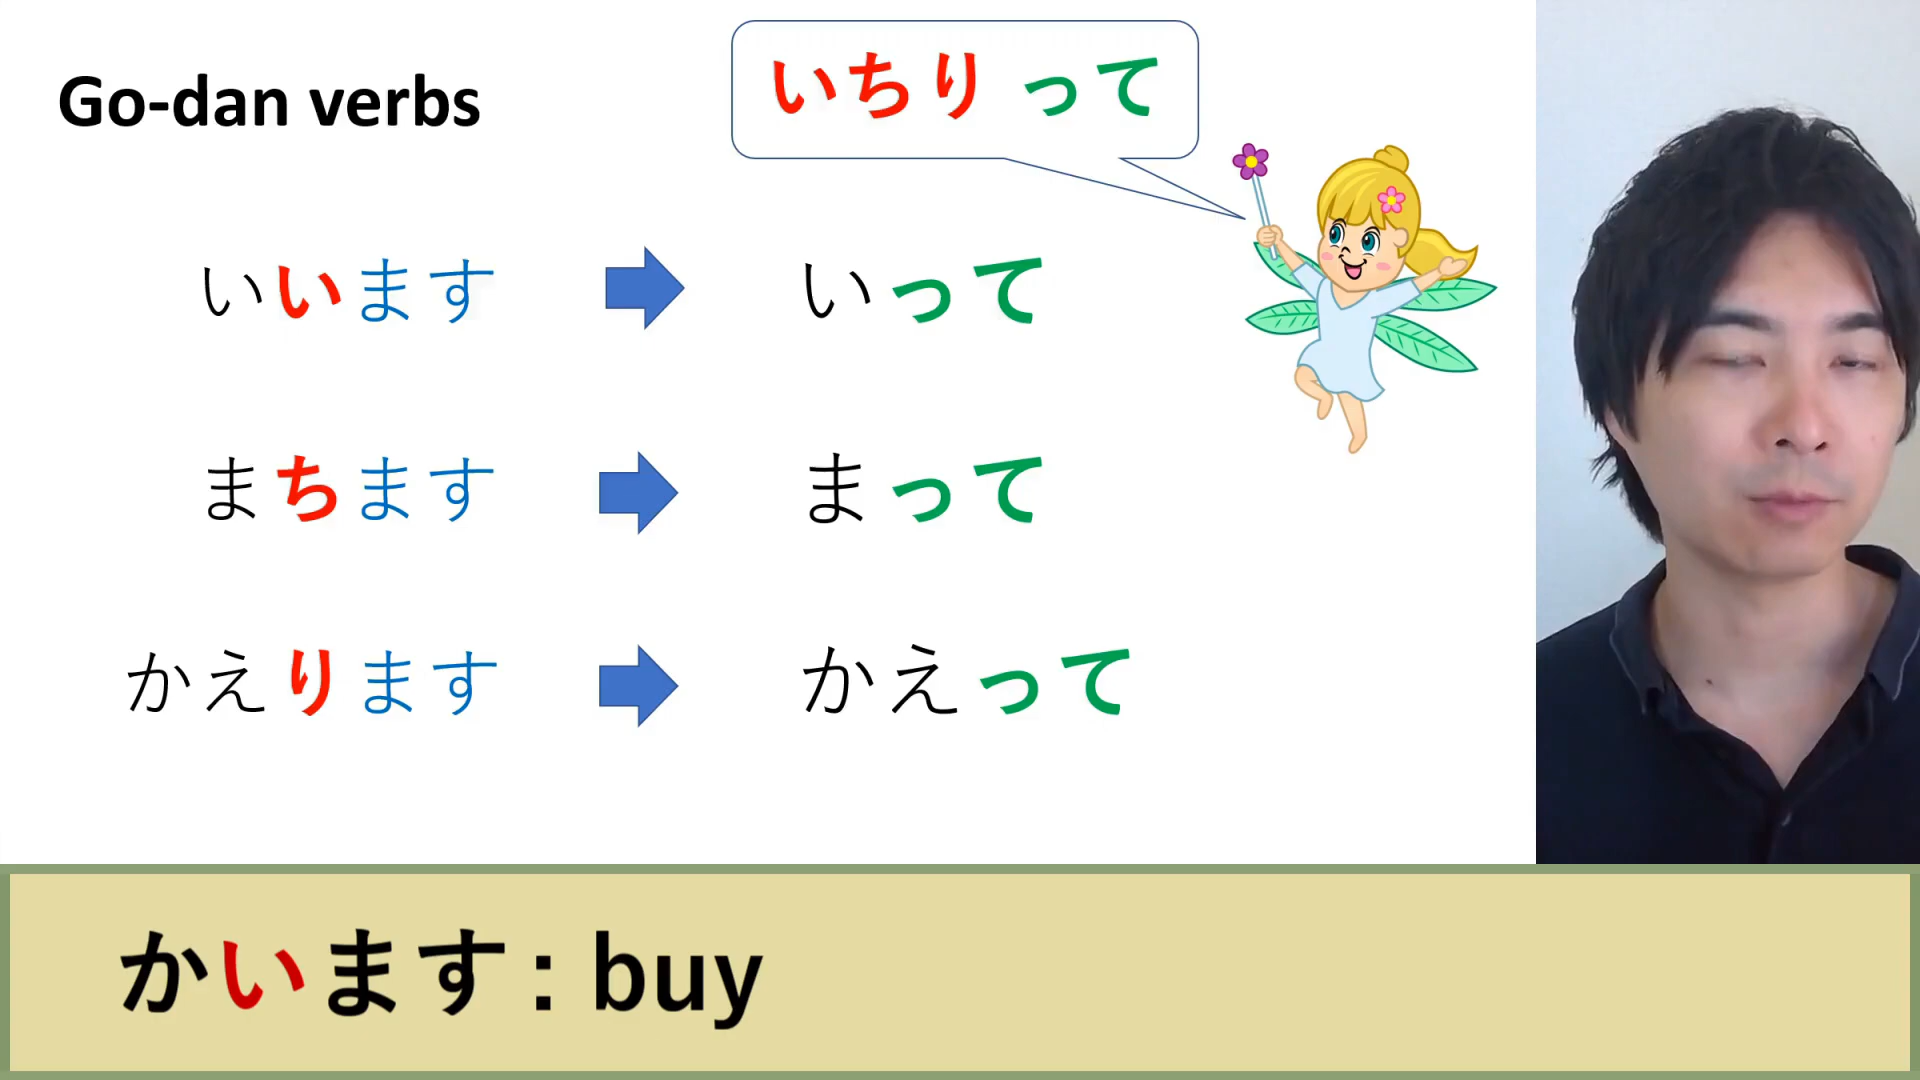 Go-dan verbs
いちり って
いいます いって
まちます まって
かえります かえって
かいます : buy